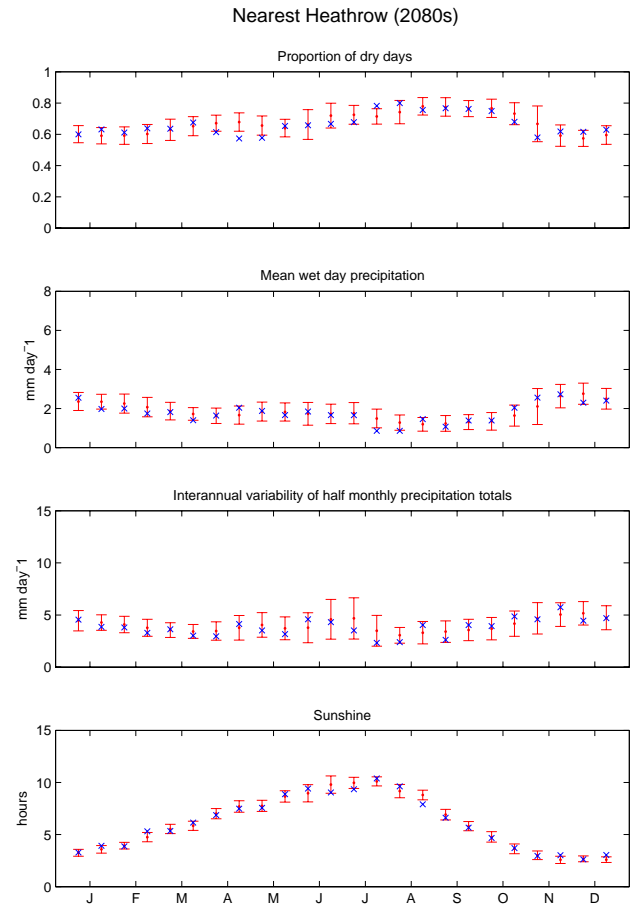 Nearest Heathrow (2080s)
Proportion of dry days
1
0.8
0.6
0.4
0.2
0
Mean wet day precipitation
8
6
4
2
0
mm day⁻1
Interannual variability of half monthly precipitation totals
15
10
5
0
mm day⁻1
Sunshine
15
10
5
0
hours
J F M A M J J A S O N D